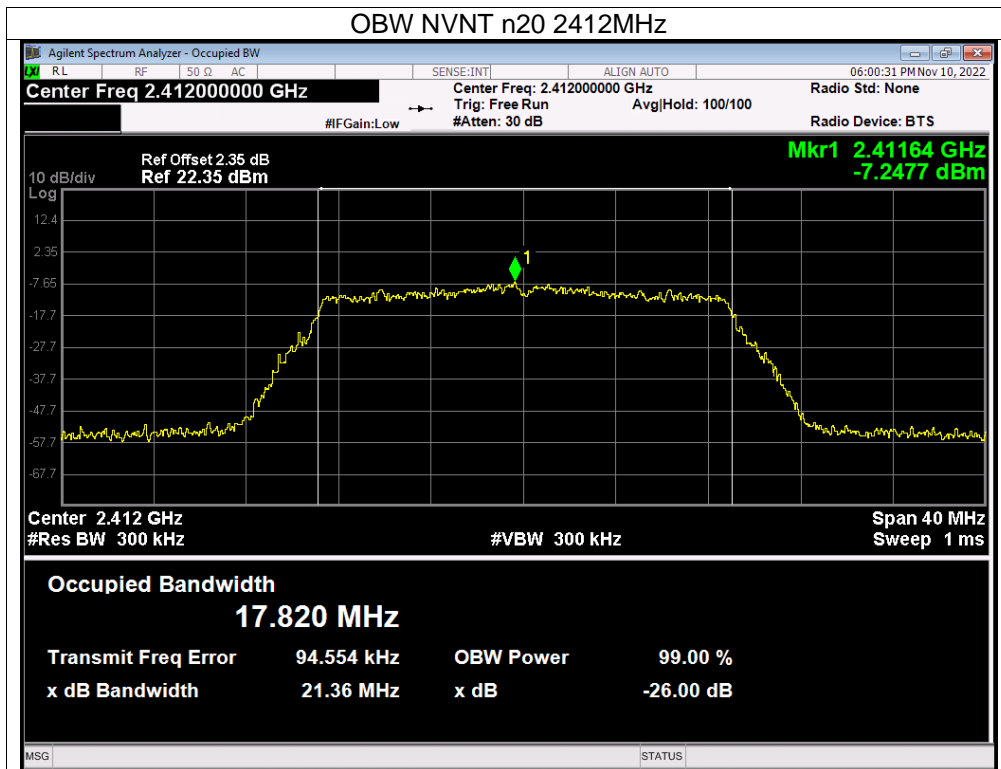 OBW NVNT n20 2412MHz
Agilent Spectrum Analyzer - Occupied BW
LXI RL RF 50 Ω AC SENSE:INT ALIGN AUTO 06:00:31 PM Nov 10, 2022
Center Freq 2.412000000 GHz Center Freq: 2.412000000 GHz Radio Std: None
Trig: Free Run Avg|Hold: 100/100
#IFGain:Low #Atten: 30 dB Radio Device: BTS
Mkr1 2.41164 GHz
-7.2477 dBm
Ref Offset 2.35 dB
10 dB/div Ref 22.35 dBm
Log
12.4
2.35
1
-7.65
-17.7
-27.7
-37.7
-47.7
-57.7
-67.7
Center 2.412 GHz Span 40 MHz
#Res BW 300 kHz #VBW 300 kHz Sweep 1 ms
Occupied Bandwidth
17.820 MHz
Transmit Freq Error 94.554 kHz OBW Power 99.00 %
x dB Bandwidth 21.36 MHz x dB -26.00 dB
MSG STATUS